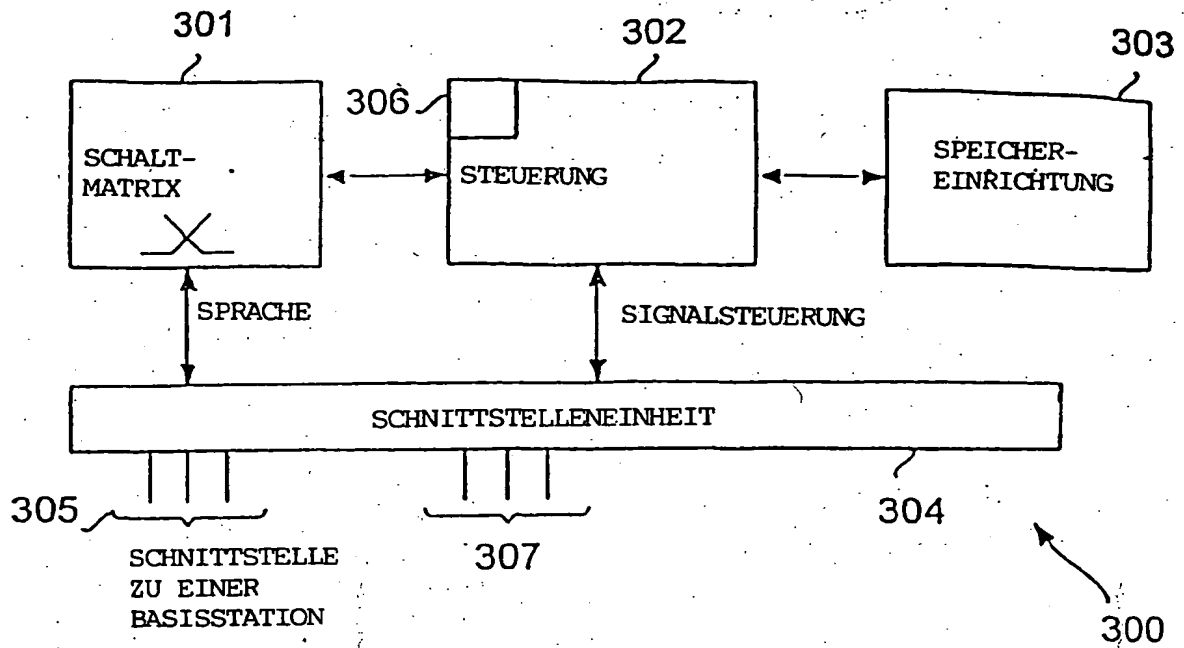 301
302
303
306
SCHALT-
MATRIX
STEUERUNG
SPEICHER-
EINRICHTUNG
SPRACHE
SIGNALSTEUERUNG
SCHNITTSTELLENEINHEIT
305
307
304
SCHNITTSTELLE
ZU EINER
BASISSTATION
300